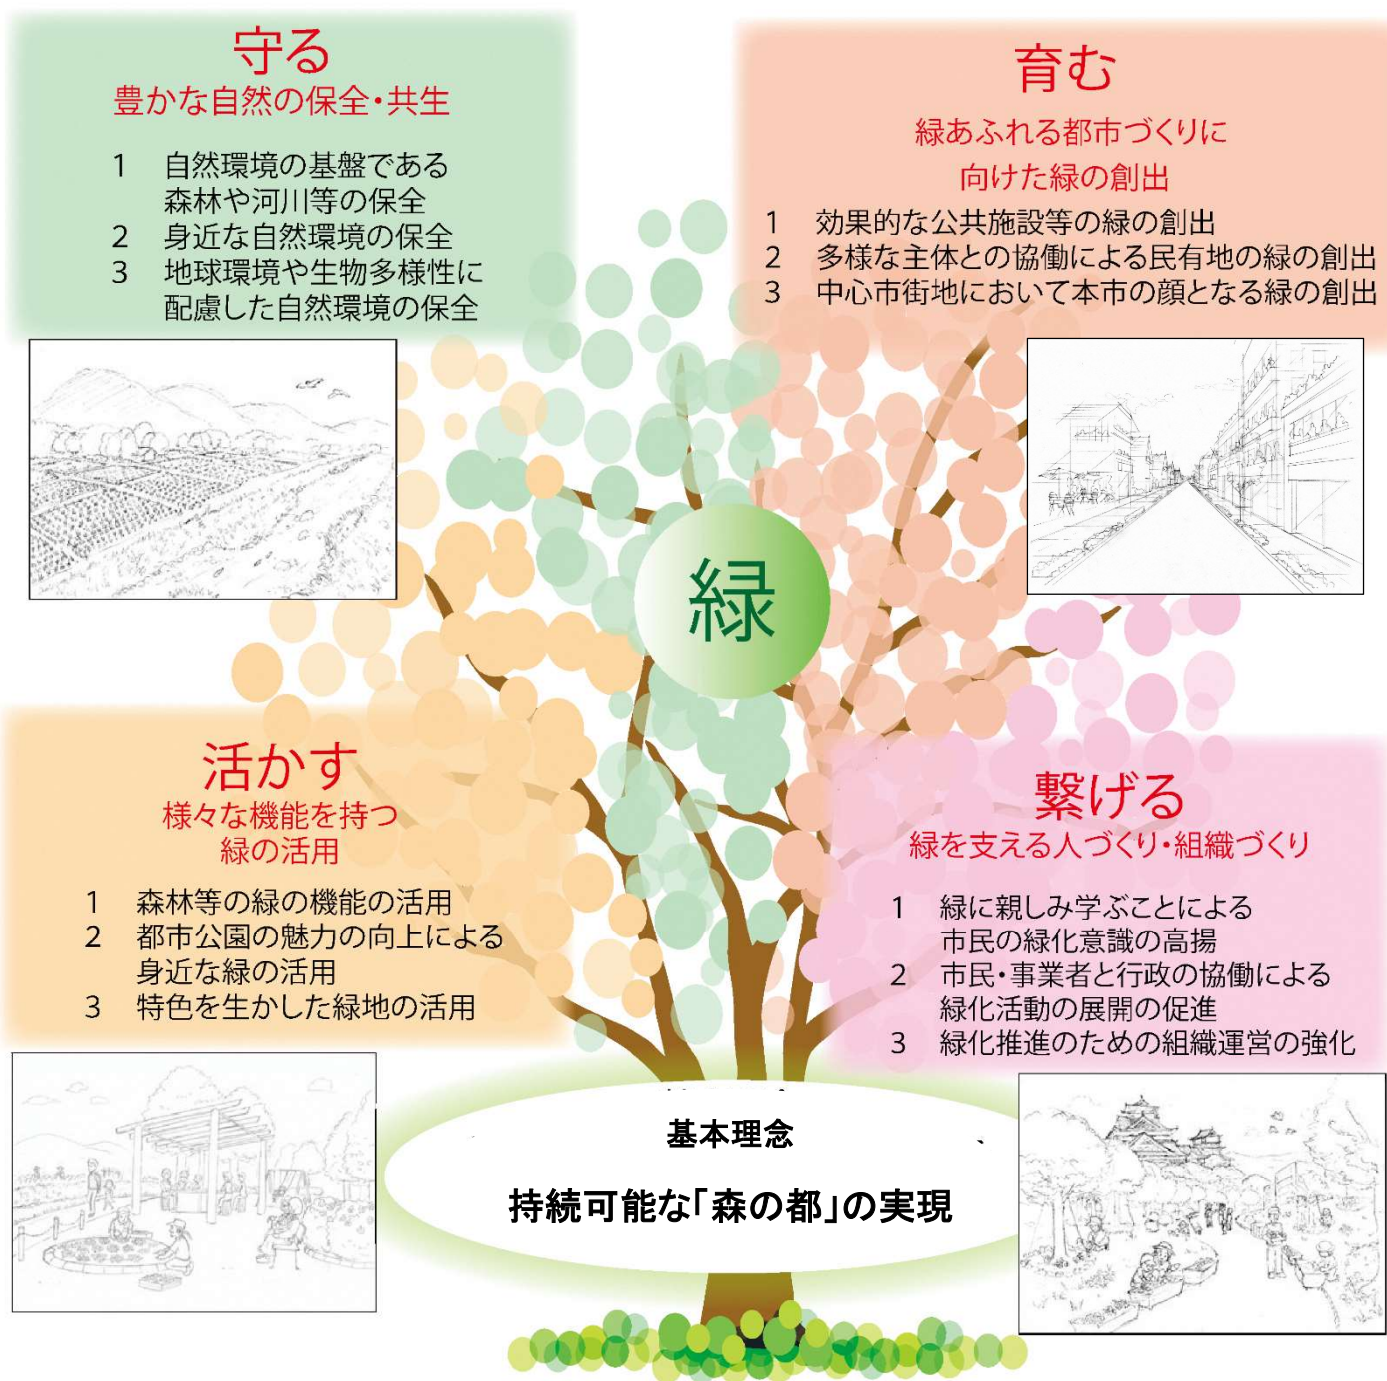 守る
豊かな自然の保全・共生
1 自然環境の基盤である
森林や河川等の保全
2 身近な自然環境の保全
3 地球環境や生物多様性に
配慮した自然環境の保全
育む
緑あふれる都市づくりに
向けた緑の創出
1 効果的な公共施設等の緑の創出
2 多様な主体との協働による民有地の緑の創出
3 中心市街地において本市の顔となる緑の創出
緑
活かす
様々な機能を持つ
緑の活用
1 森林等の緑の機能の活用
2 都市公園の魅力の向上による
身近な緑の活用
3 特色を生かした緑地の活用
繋げる
緑を支える人づくり・組織づくり
1 緑に親しみ学ぶことによる
市民の緑化意識の高揚
2 市民・事業者と行政の協働による
緑化活動の展開の促進
3 緑化推進のための組織運営の強化
基本理念
持続可能な「森の都」の実現